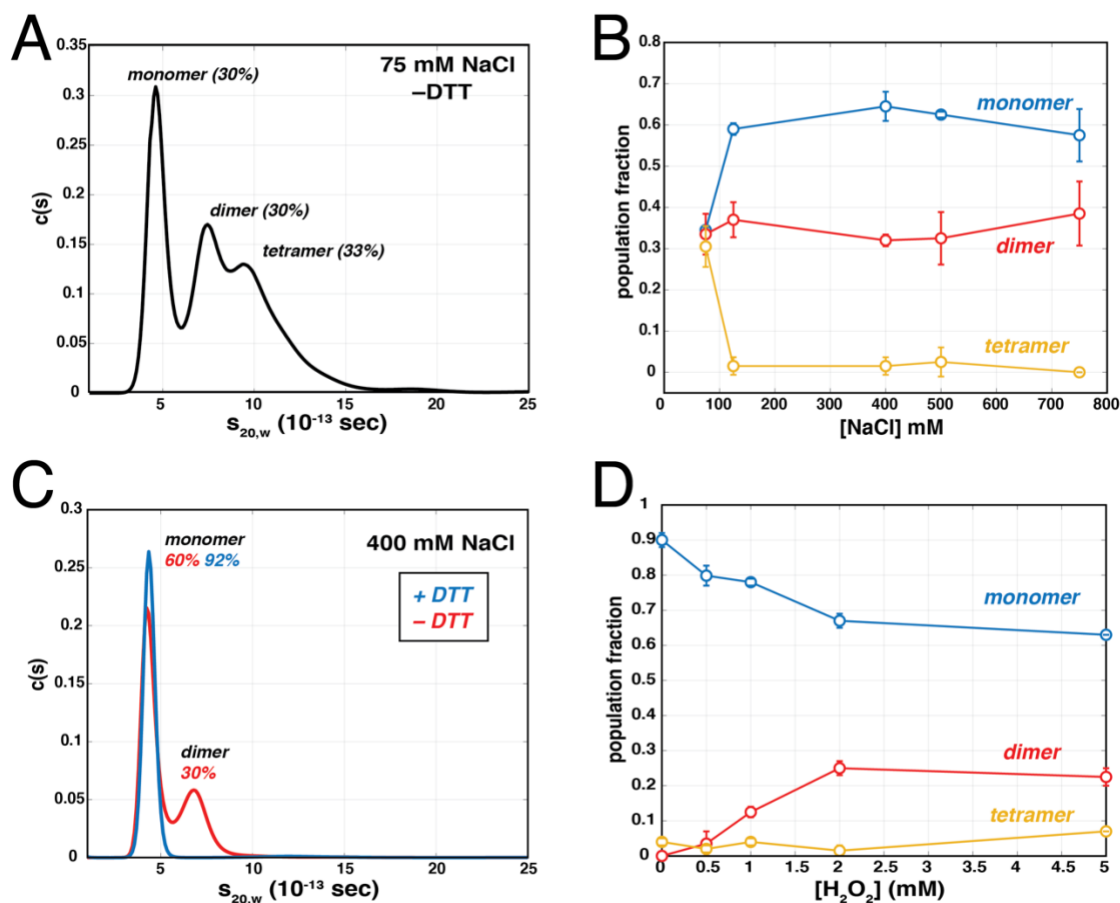 A
0.35
0.3
0.25
0.2
0.15
0.1
0.05
0
c(s)
monomer (30%)
75 mM NaCl
–DTT
dimer (30%)
tetramer (33%)
5
10
15
20
25
s20,w (10-13 sec)
B
0.8
0.7
0.6
0.5
0.4
0.3
0.2
0.1
0
population fraction
monomer
dimer
tetramer
0
100
200
300
400
500
600
700
800
[NaCl] mM
C
0.3
0.25
0.2
0.15
0.1
0.05
0
c(s)
monomer
60% 92%
400 mM NaCl
+ DTT
– DTT
dimer
30%
5
10
15
20
25
s20,w (10-13 sec)
D
1
0.9
0.8
0.7
0.6
0.5
0.4
0.3
0.2
0.1
0
population fraction
monomer
dimer
tetramer
0
0.5
1
1.5
2
2.5
3
3.5
4
4.5
5
[H2O2] (mM)